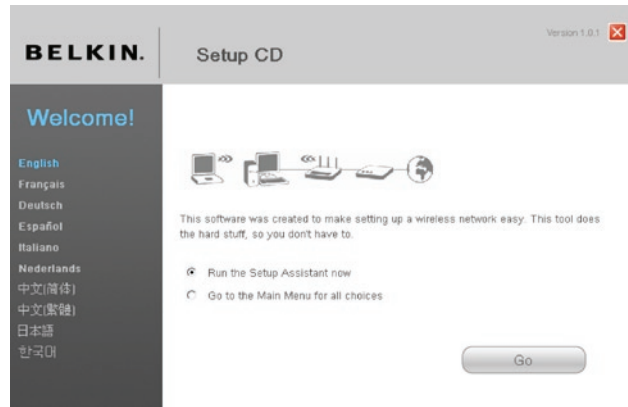 BELKIN.
Setup CD
Version 1.0.1
Welcome!
English
Français
Deutsch
Español
Italiano
Nederlands
中文(简体)
中文(繁體)
日本語
한국어
This software was created to make setting up a wireless network easy. This tool does
the hard stuff, so you don't have to.
Run the Setup Assistant now
Go to the Main Menu for all choices
Go